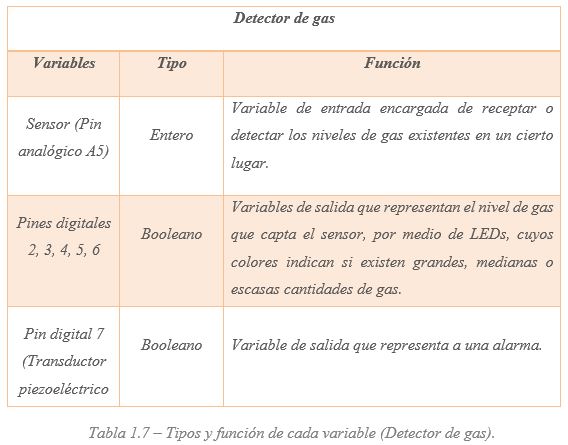 Detector de gas
Variables Tipo Función
Sensor (Pin
analógico A5)
Entero
Variable de entrada encargada de receptar o
detectar los niveles de gas existentes en un cierto
lugar.
Pines digitales
2, 3, 4, 5, 6
Booleano
Variables de salida que representan el nivel de gas
que capta el sensor, por medio de LEDs, cuyos
colores indican si existen grandes, medianas o
escasas cantidades de gas.
Pin digital 7
(Transductor
piezoeléctrico
Booleano
Variable de salida que representa a una alarma.
Tabla 1.7 – Tipos y función de cada variable (Detector de gas).